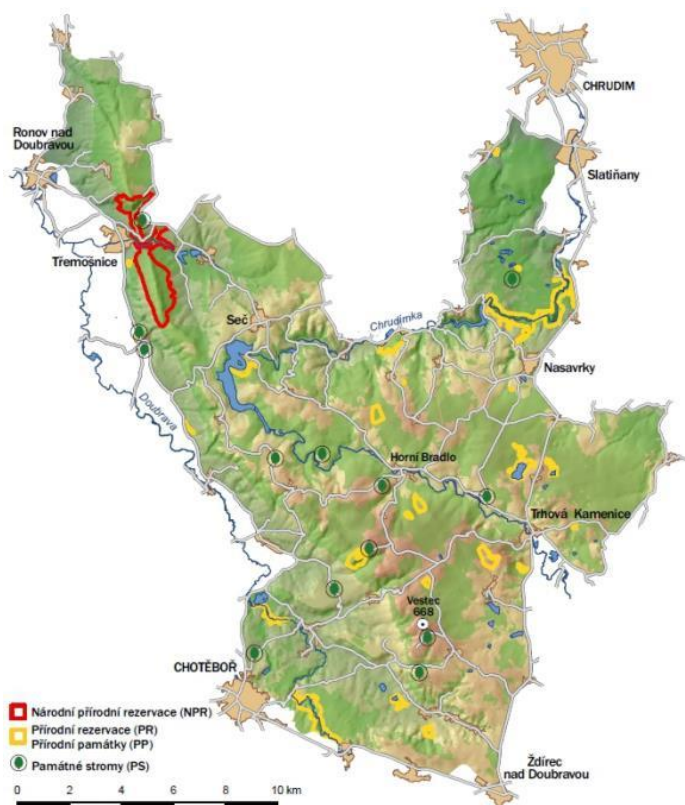 CHRUDIM
Ronov nad
Doubravou
Slatiňany
Třemošnice
Seč
Chrudimka
Nasavrky
Doubrava
Horní Bradlo
Trhová Kamenice
Vestec
668
CHOTĚBOŘ
Národní přírodní rezervace (NPR)
Přírodní rezervace (PR)
Přírodní památky (PP)
Památné stromy (PS)
Ždírec
nad Doubravou
0 2 4 6 8 10 km